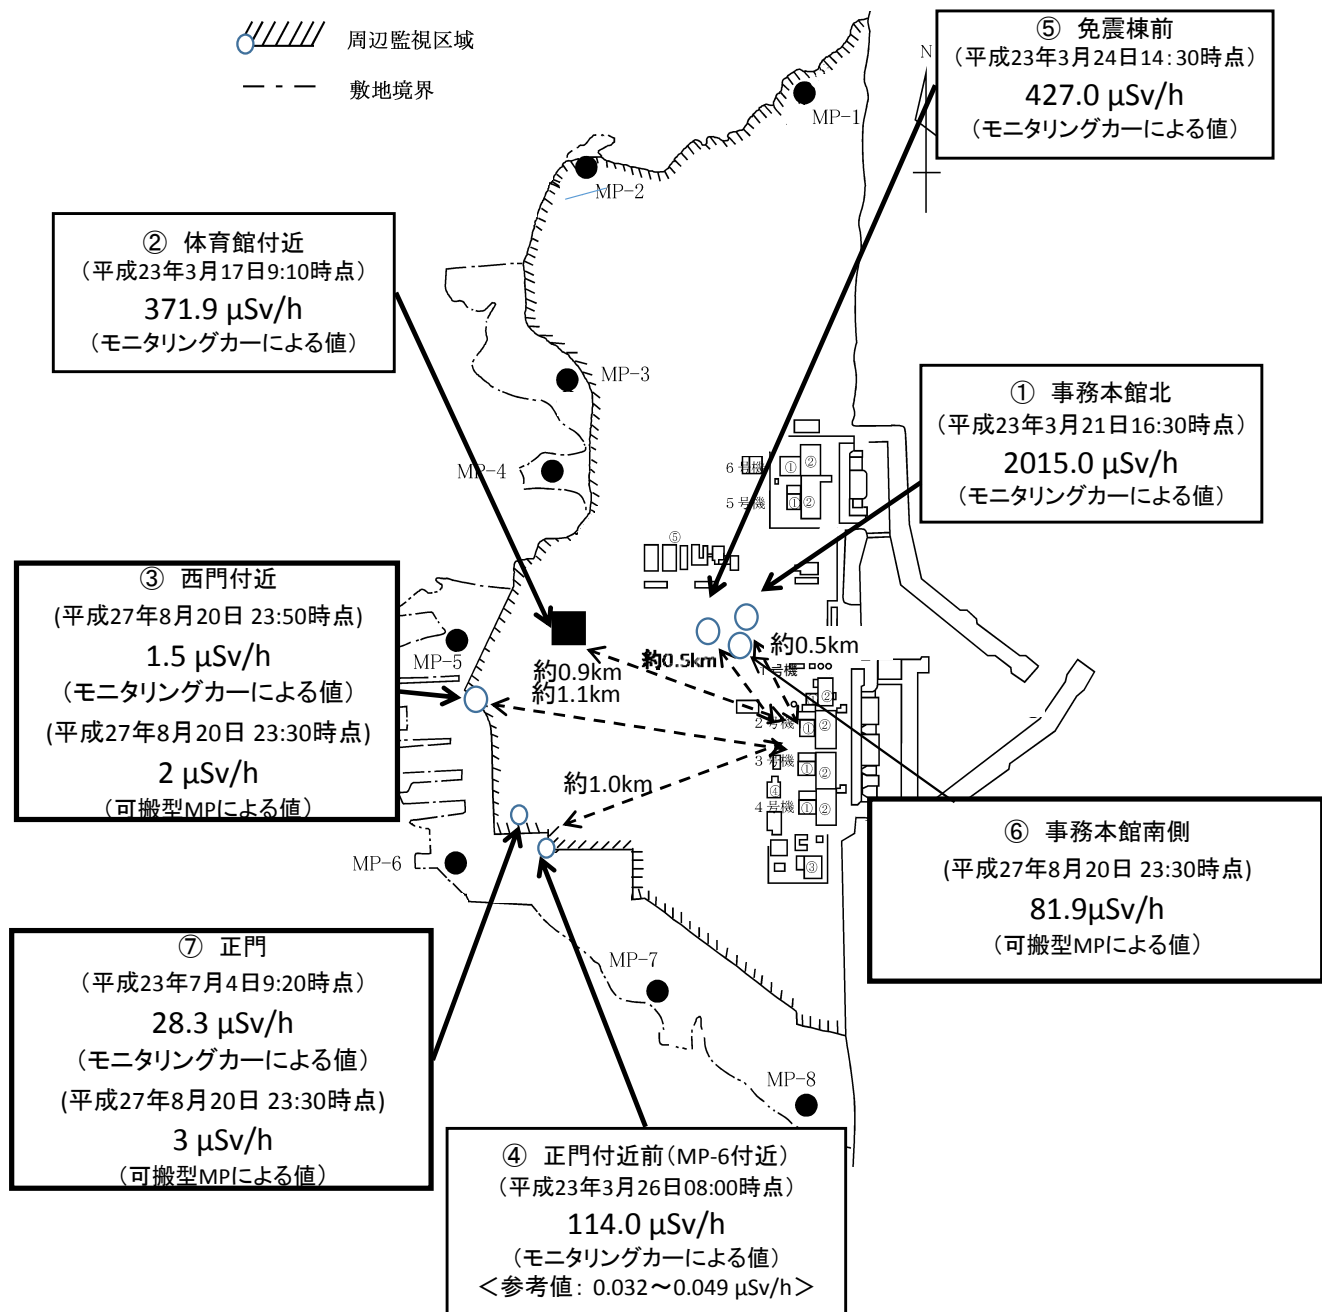 周辺監視区域
敷地境界
⑤ 免震棟前
（平成23年3月24日14：30時点）
427.0 μSv/h
（モニタリングカーによる値）
N
MP-1
MP-2
② 体育館付近
（平成23年3月17日9:10時点）
371.9 μSv/h
（モニタリングカーによる値）
MP-3
① 事務本館北
（平成23年3月21日16:30時点）
2015.0 μSv/h
（モニタリングカーによる値）
MP-4
6号機
① ②
5号機
① ②
⑤
③ 西門付近
(平成27年8月20日 23:50時点)
1.5 μSv/h
（モニタリングカーによる値）
(平成27年8月20日 23:30時点)
2 μSv/h
（可搬型MPによる値）
MP-5
約0.9km
約1.1km
約0.5km
約0.5km
1号機
① ②
2号機
① ②
3号機
① ②
④
4号機
① ②
③
約1.0km
MP-6
⑥ 事務本館南側
(平成27年8月20日 23:30時点)
81.9μSv/h
（可搬型MPによる値）
⑦ 正門
（平成23年7月4日9:20時点）
28.3 μSv/h
（モニタリングカーによる値）
(平成27年8月20日 23:30時点)
3 μSv/h
（可搬型MPによる値）
MP-7
MP-8
④ 正門付近前（MP-6付近）
（平成23年3月26日08:00時点）
114.0 μSv/h
（モニタリングカーによる値）
＜参考値： 0.032～0.049 μSv/h＞